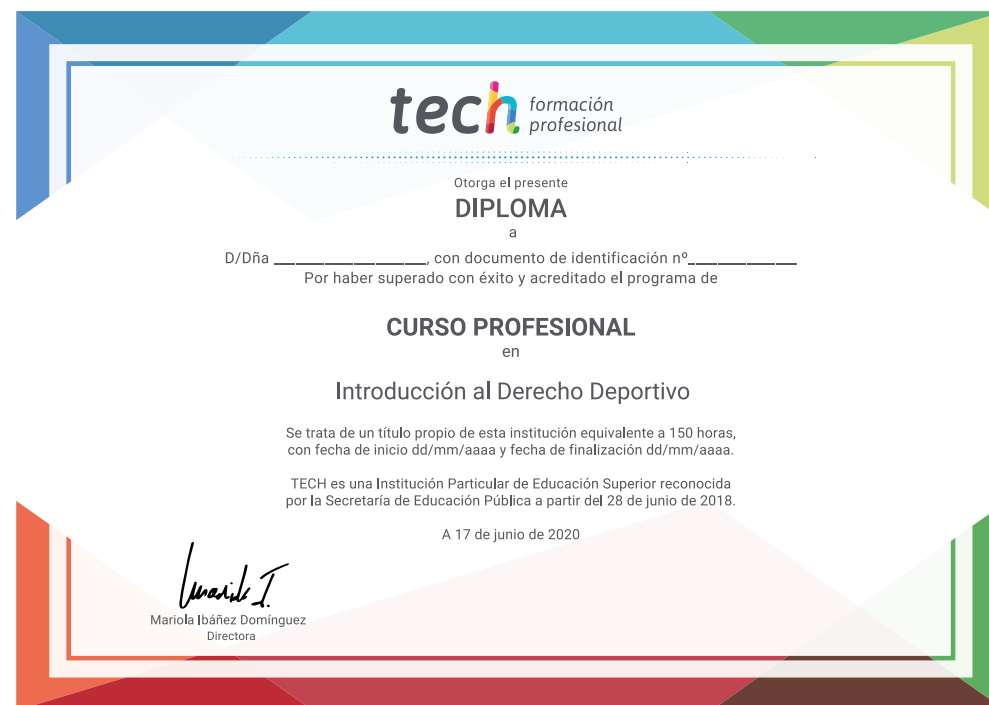 tech formación
profesional
Otorga el presente
DIPLOMA
a
D/Dña ____________________, con documento de identificación nº______________
Por haber superado con éxito y acreditado el programa de
CURSO PROFESIONAL
en
Introducción al Derecho Deportivo
Se trata de un título propio de esta institución equivalente a 150 horas,
con fecha de inicio dd/mm/aaaa y fecha de finalización dd/mm/aaaa.
TECH es una Institución Particular de Educación Superior reconocida
por la Secretaría de Educación Pública a partir del 28 de junio de 2018.
A 17 de junio de 2020
Mariola Ibáñez Domínguez
Directora